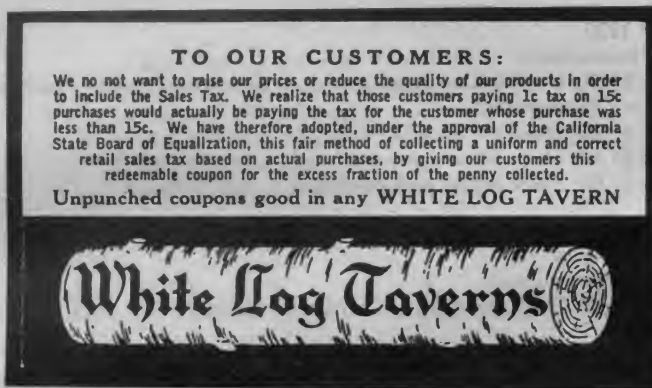 TO OUR CUSTOMERS:
We no not want to raise our prices or reduce the quality of our products in order
to include the Sales Tax. We realize that those customers paying 1c tax on 15c
purchases would actually be paying the tax for the customer whose purchase was
less than 15c. We have therefore adopted, under the approval of the California
State Board of Equalization, this fair method of collecting a uniform and correct
retail sales tax based on actual purchases, by giving our customers this
redeemable coupon for the excess fraction of the penny collected.
Unpunched coupons good in any WHITE LOG TAVERN
White Log Taverns